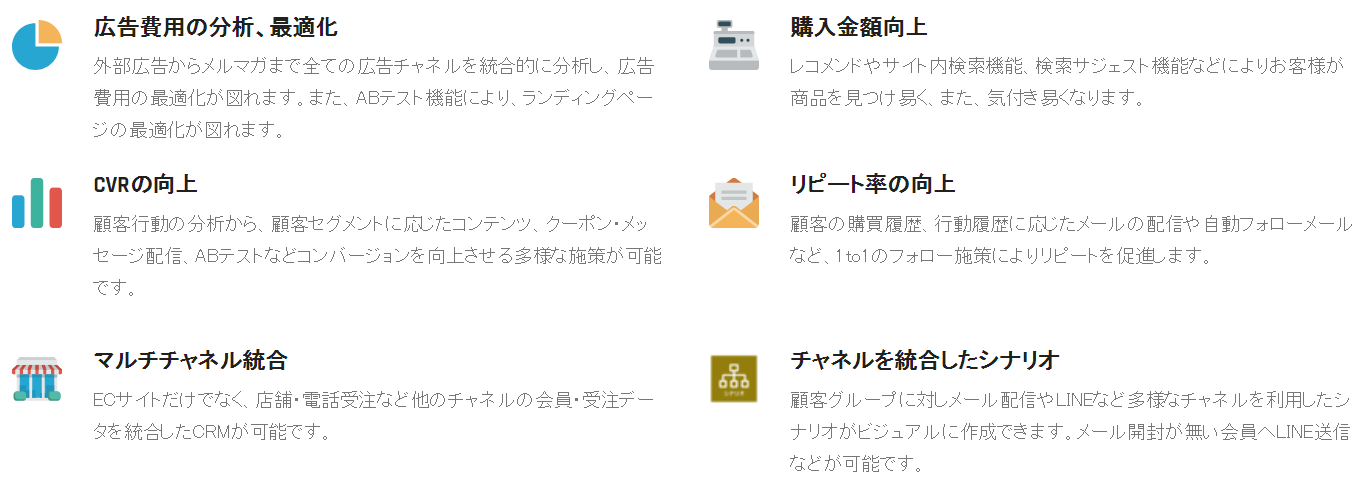 広告費用の分析、最適化
外部広告からメルマガまで全ての広告チャネルを統合的に分析し、広告
費用の最適化が図れます。また、ABテスト機能により、ランディングペー
ジの最適化が図れます。
購入金額向上
レコメンドやサイト内検索機能、検索サジェスト機能などによりお客様が
商品を見つけ易く、また、気付き易くなります。
CVRの向上
顧客行動の分析から、顧客セグメントに応じたコンテンツ、クーポン・メッ
セージ配信、ABテストなどコンバージョンを向上させる多様な施策が可能
です。
リピート率の向上
顧客の購買履歴、行動履歴に応じたメールの配信や自動フォローメール
など、1to1のフォロー施策によりリピートを促進します。
マルチチャネル統合
ECサイトだけでなく、店舗・電話受注など他のチャネルの会員・受注デー
タを統合したCRMが可能です。
シナリオ
チャネルを統合したシナリオ
顧客グループに対しメール配信やLINEなど多様なチャネルを利用したシ
ナリオがビジュアルに作成できます。メール開封が無い会員へLINE送信
などが可能です。